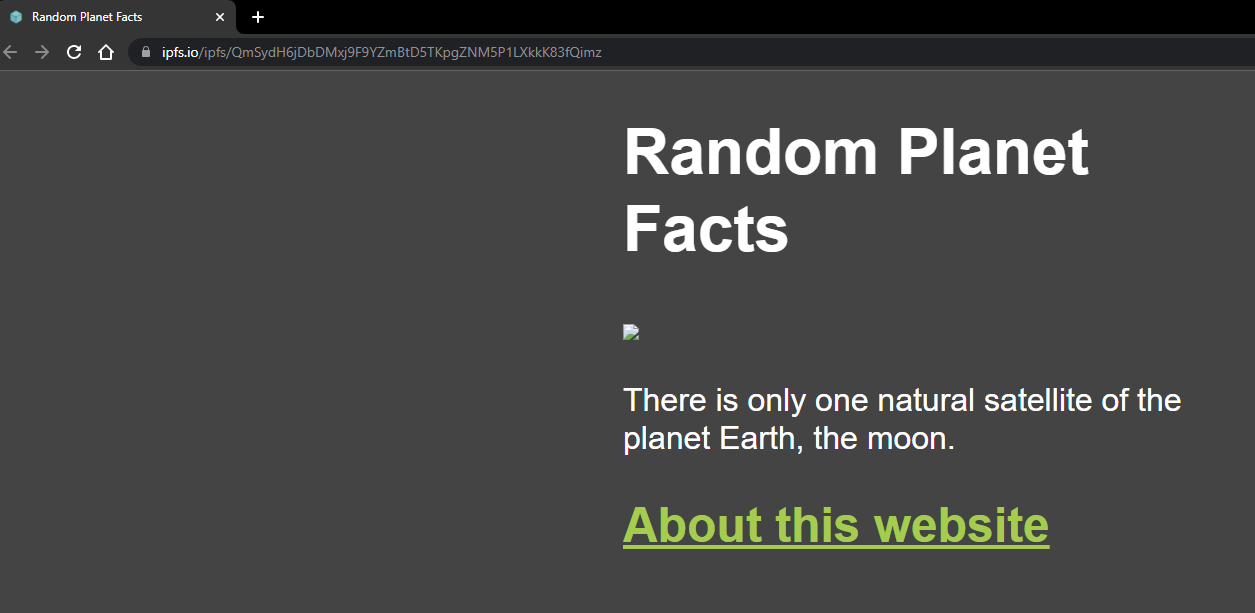 Random Planet Facts
ipfs.io/ipfs/QmSydH6jDbDMxj9F9YZmBtD5TKpgZNM5P1LXkkK83fQimz
Random Planet
Facts
There is only one natural satellite of the
planet Earth, the moon.
About this website